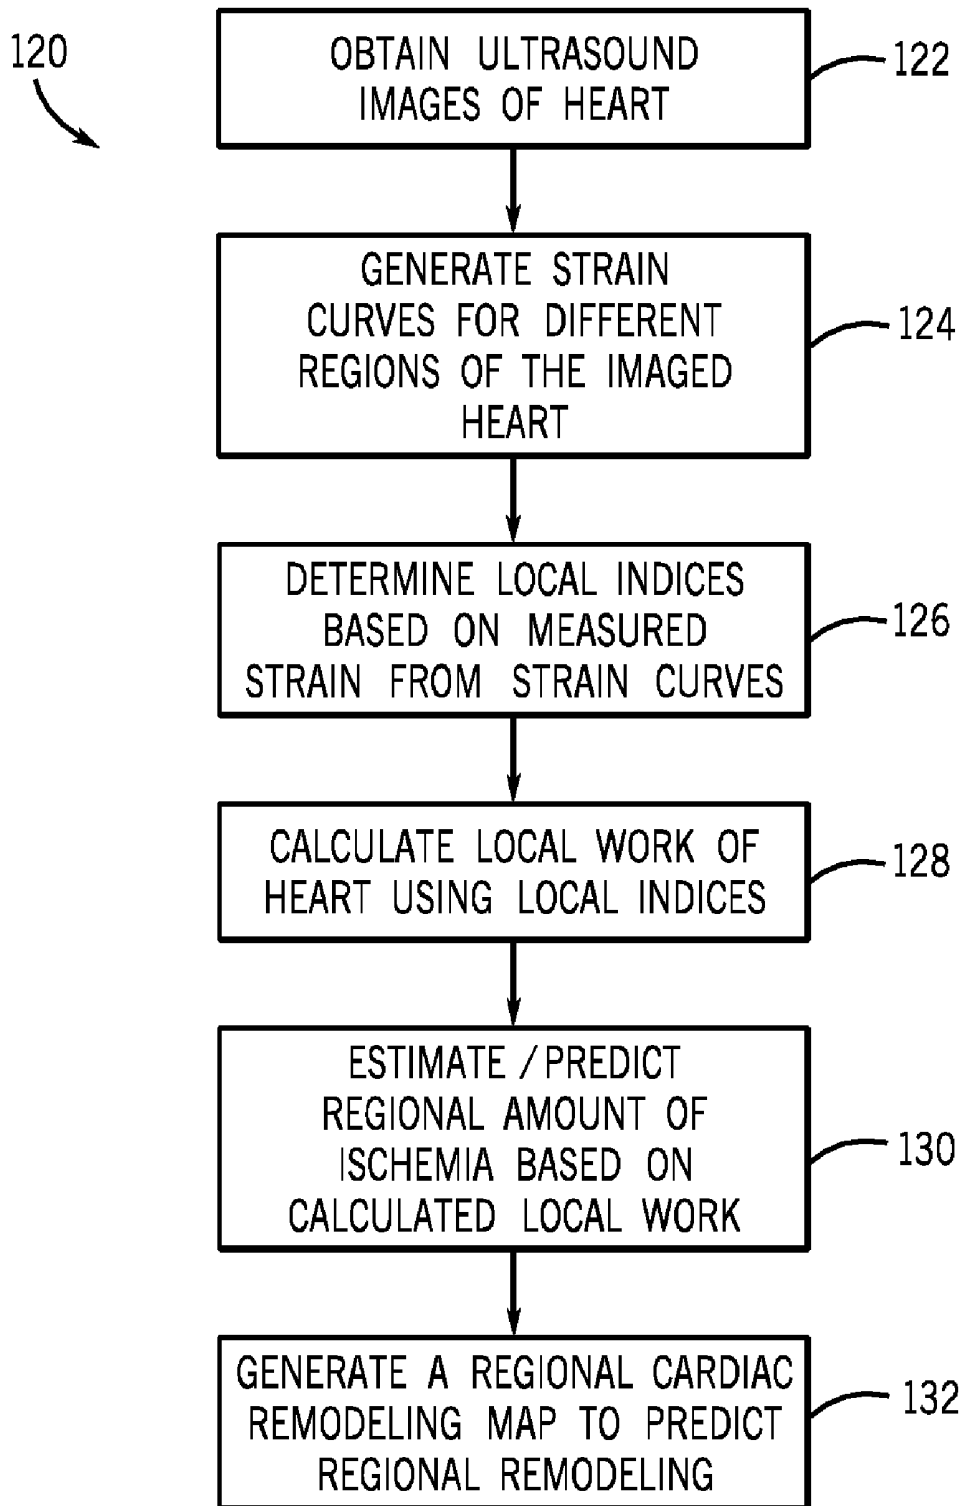 120
OBTAIN ULTRASOUND
IMAGES OF HEART
122
GENERATE STRAIN
CURVES FOR DIFFERENT
REGIONS OF THE IMAGED
HEART
124
DETERMINE LOCAL INDICES
BASED ON MEASURED
STRAIN FROM STRAIN CURVES
126
CALCULATE LOCAL WORK OF
HEART USING LOCAL INDICES
128
ESTIMATE / PREDICT
REGIONAL AMOUNT OF
ISCHEMIA BASED ON
CALCULATED LOCAL WORK
130
GENERATE A REGIONAL CARDIAC
REMODELING MAP TO PREDICT
REGIONAL REMODELING
132